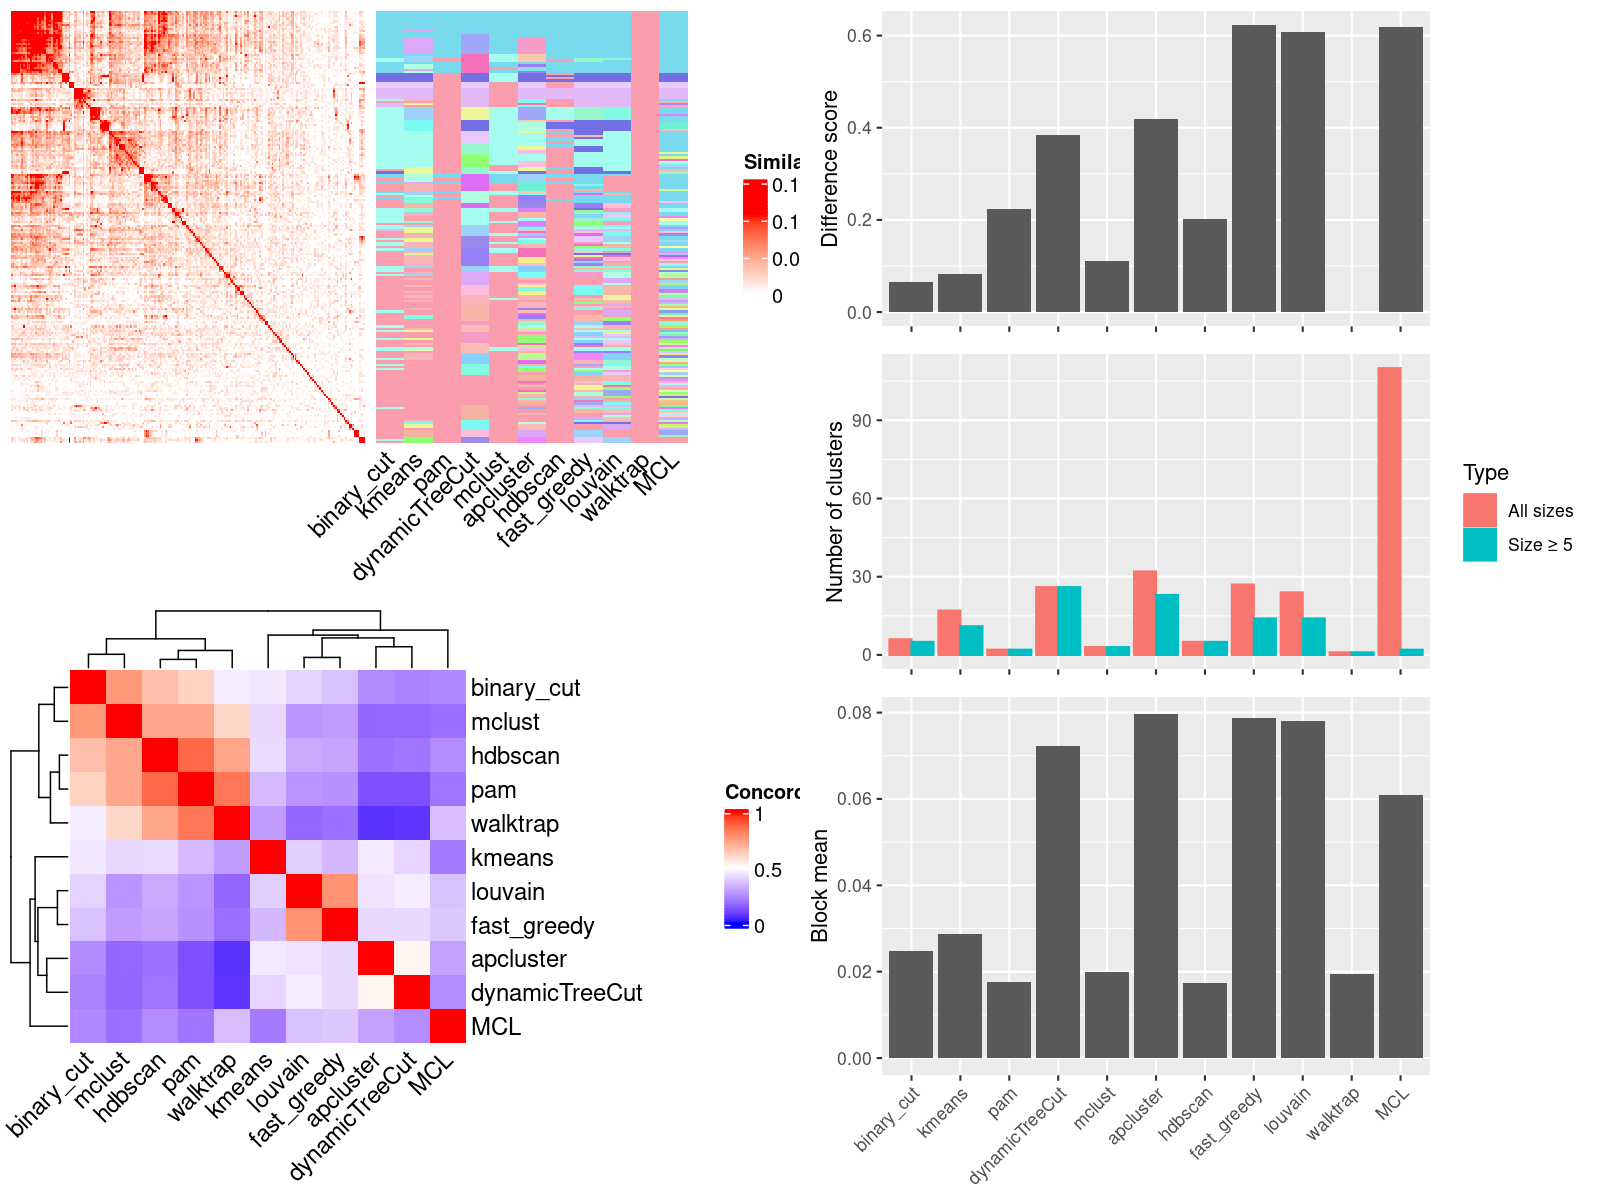 Simila
0.1
0.1
0.0
0
binary_cut
kmeans
pam
dynamicTreeCut
mclust
apcluster
hdbscan
fast_greedy
louvain
walktrap
MCL
binary_cut
mclust
hdbscan
pam
walktrap
kmeans
louvain
fast_greedy
apcluster
dynamicTreeCut
MCL
binary_cut
mclust
hdbscan
pam
walktrap
kmeans
louvain
fast_greedy
apcluster
dynamicTreeCut
MCL
Concord
1
0.5
0
Difference score
0.6
0.4
0.2
0.0
Number of clusters
90
60
30
0
Type
All sizes
Size ≥ 5
Block mean
0.08
0.06
0.04
0.02
0.00
binary_cut
kmeans
pam
dynamicTreeCut
mclust
apcluster
hdbscan
fast_greedy
louvain
walktrap
MCL